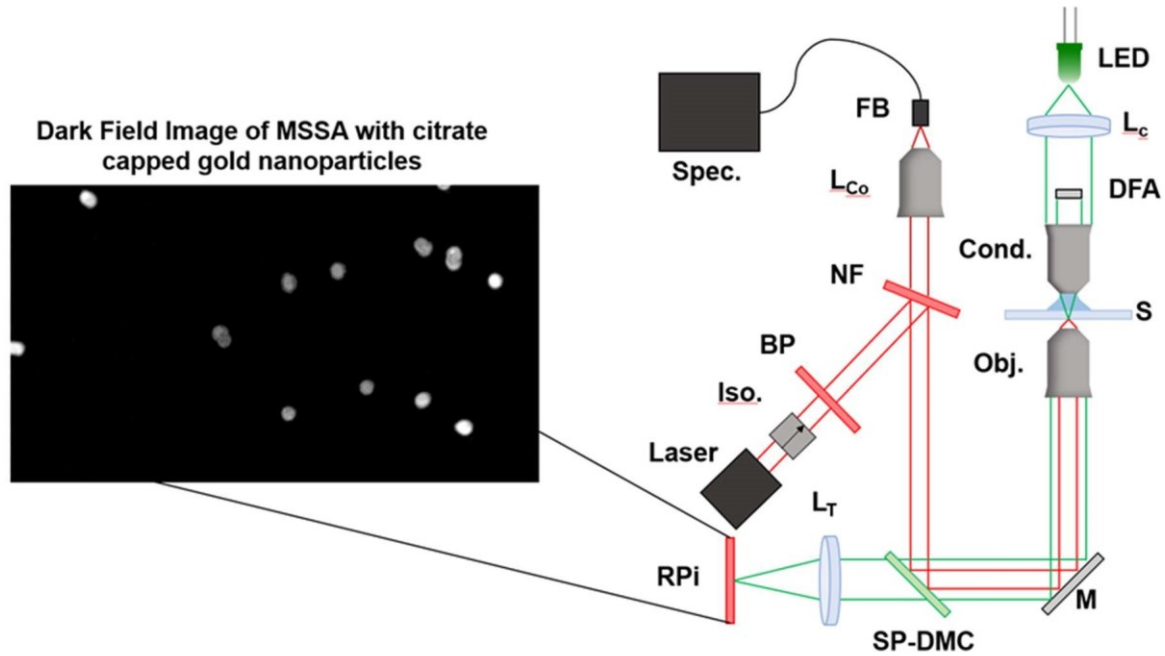 Dark Field Image of MSSA with citrate
capped gold nanoparticles
LED
FB
Lc
Spec.
LCo
DFA
Cond.
NF
S
BP
Obj.
Iso.
Laser
LT
RPi
M
SP-DMC